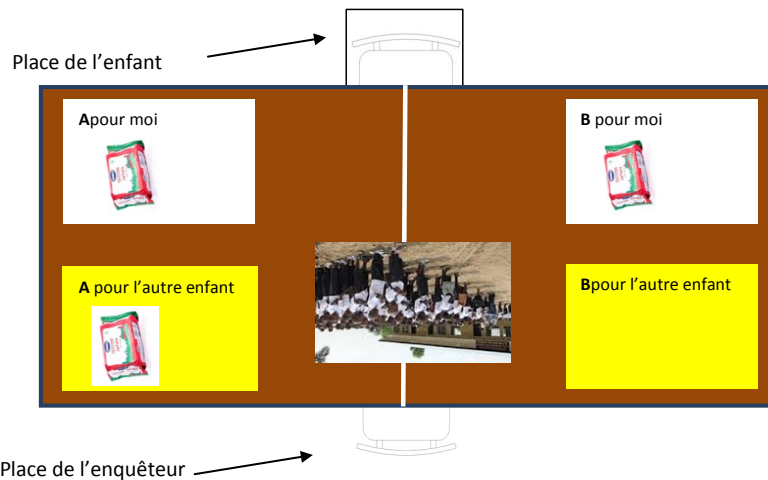 Place de l’enfant
Apour moi
B pour moi
A pour l’autre enfant
Bpour l’autre enfant
Place de l’enquêteur